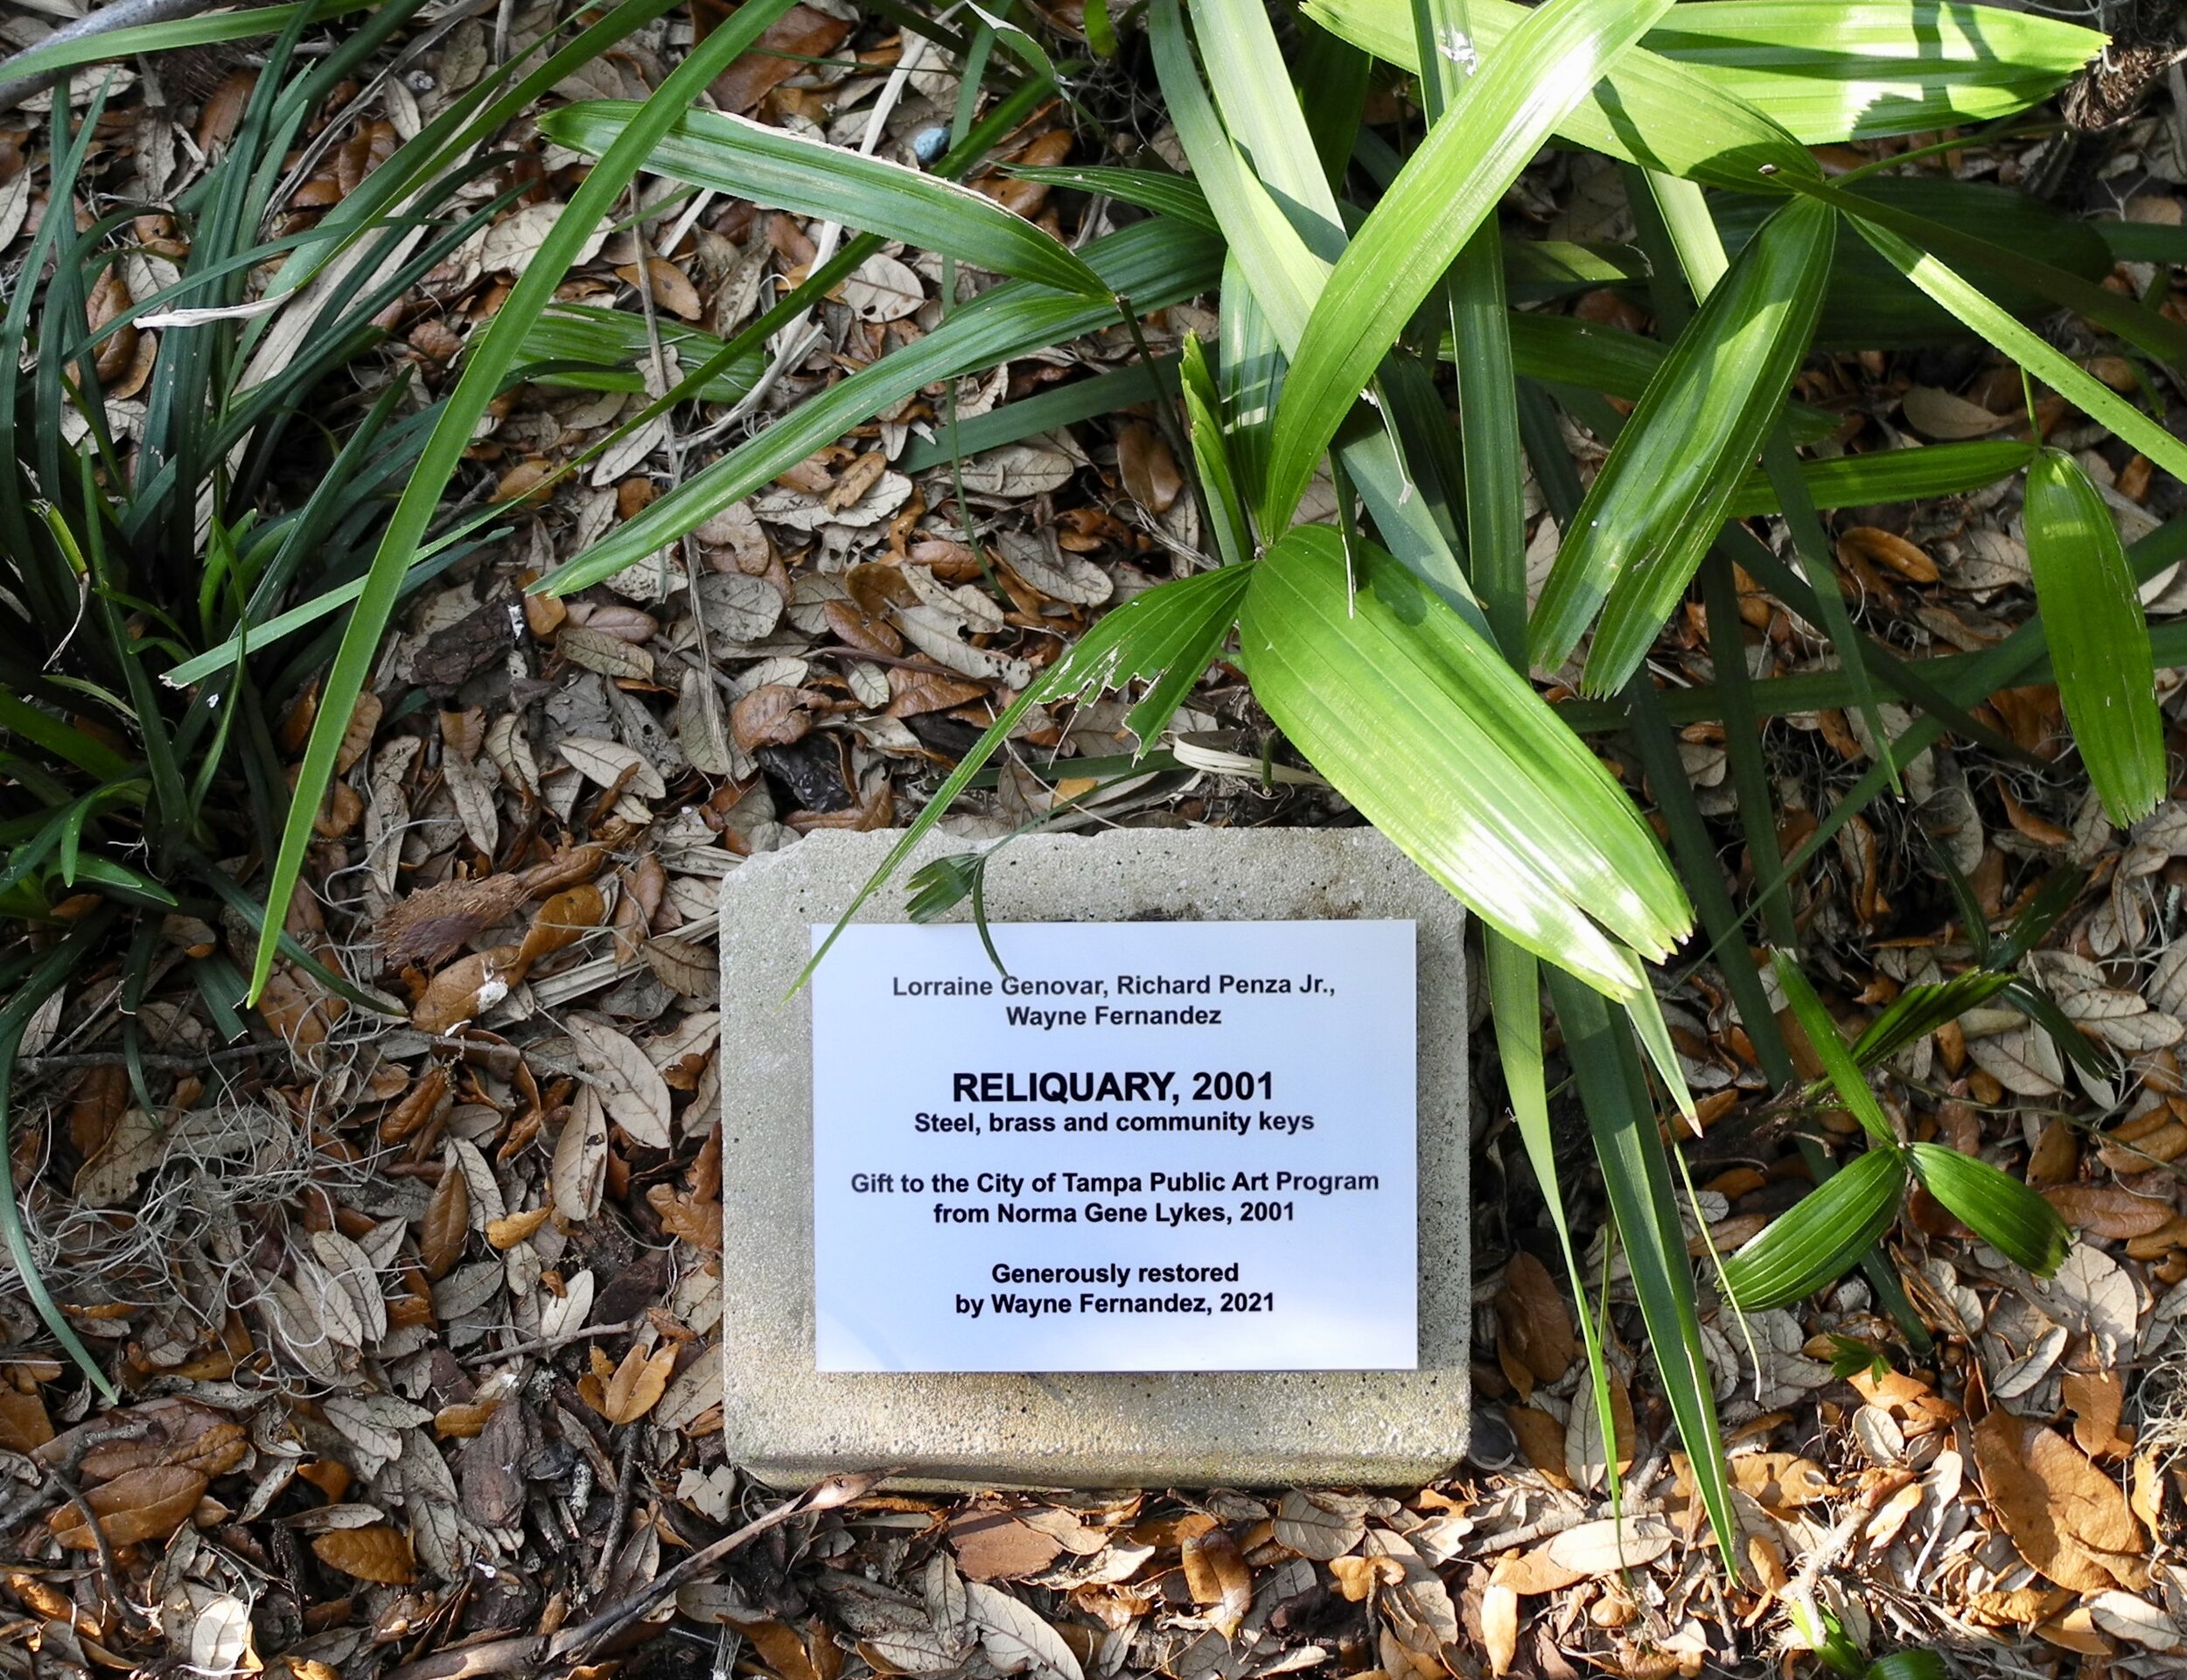 Lorraine Genovar, Richard Penza Jr.,
Wayne Fernandez
RELIQUARY, 2001
Steel, brass and community keys
Gift to the City of Tampa Public Art Program
from Norma Gene Lykes, 2001
Generously restored
by Wayne Fernandez, 2021